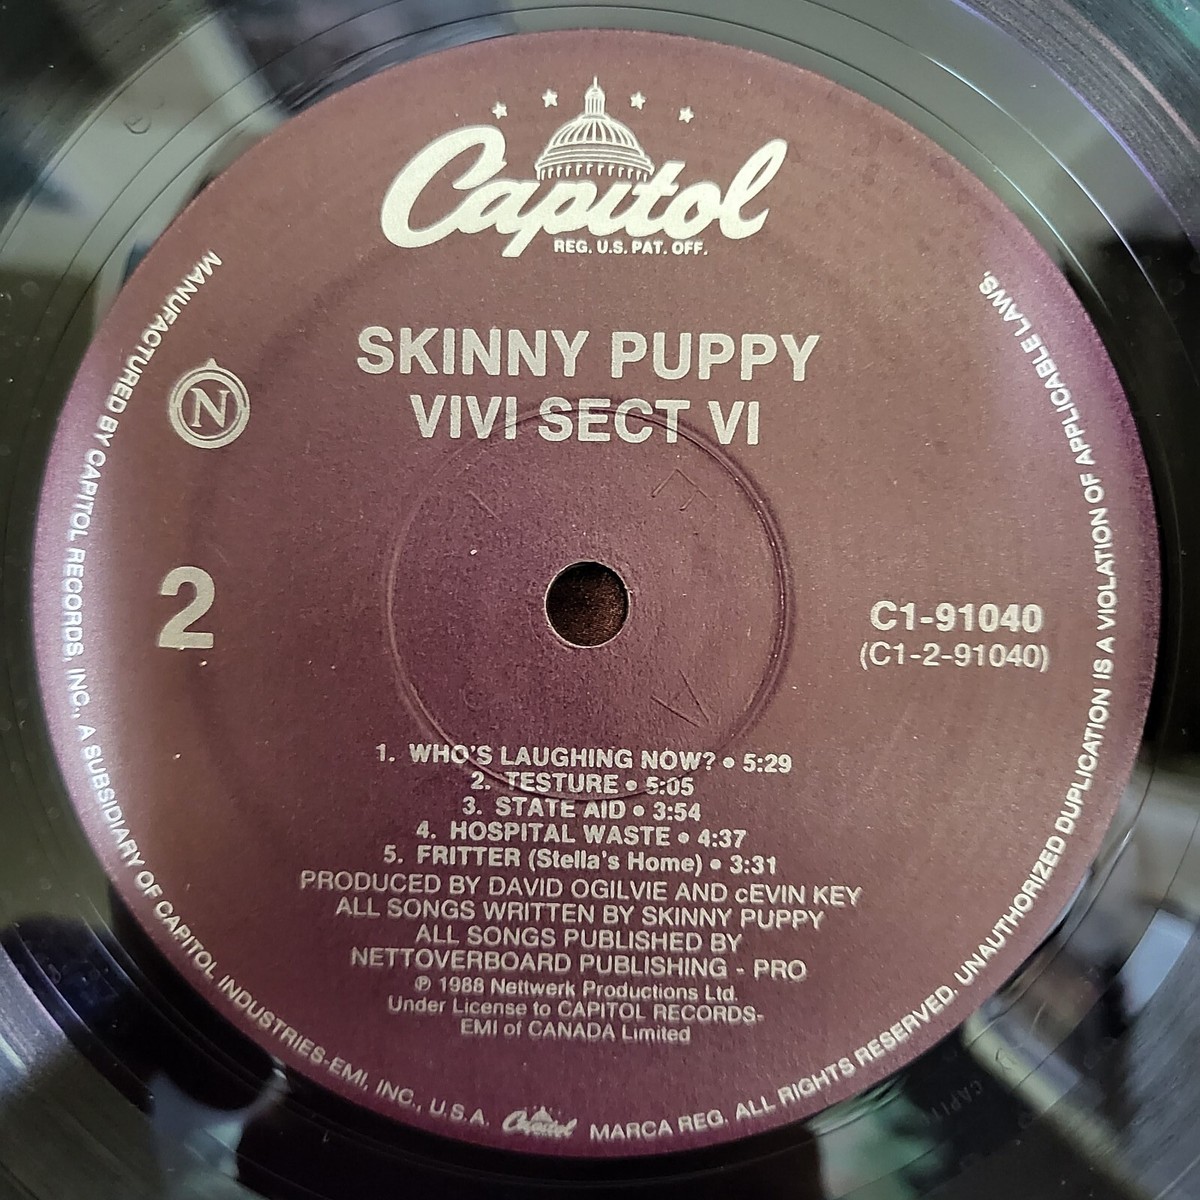 Capitol
REG. U.S. PAT. OFF.
SKINNY PUPPY
VIVI SECT VI
N
2
C1-91040
(C1-2-91040)
1. WHO'S LAUGHING NOW? • 5:29
2. TESTURE • 5:05
3. STATE AID • 3:54
4. HOSPITAL WASTE • 4:37
5. FRITTER (Stella's Home) • 3:31
PRODUCED BY DAVID OGILVIE AND cEVIN KEY
ALL SONGS WRITTEN BY SKINNY PUPPY
ALL SONGS PUBLISHED BY
NETTOVERBOARD PUBLISHING - PRO
℗ 1988 Nettwerk Productions Ltd.
Under License to CAPITOL RECORDS-
EMI of CANADA Limited
MANUFACTURED BY CAPITOL RECORDS, INC., A SUBSIDIARY OF CAPITOL INDUSTRIES-EMI, INC., U.S.A. Capitol MARCA REG. ALL RIGHTS RESERVED. UNAUTHORIZED DUPLICATION IS A VIOLATION OF APPLICABLE LAWS.